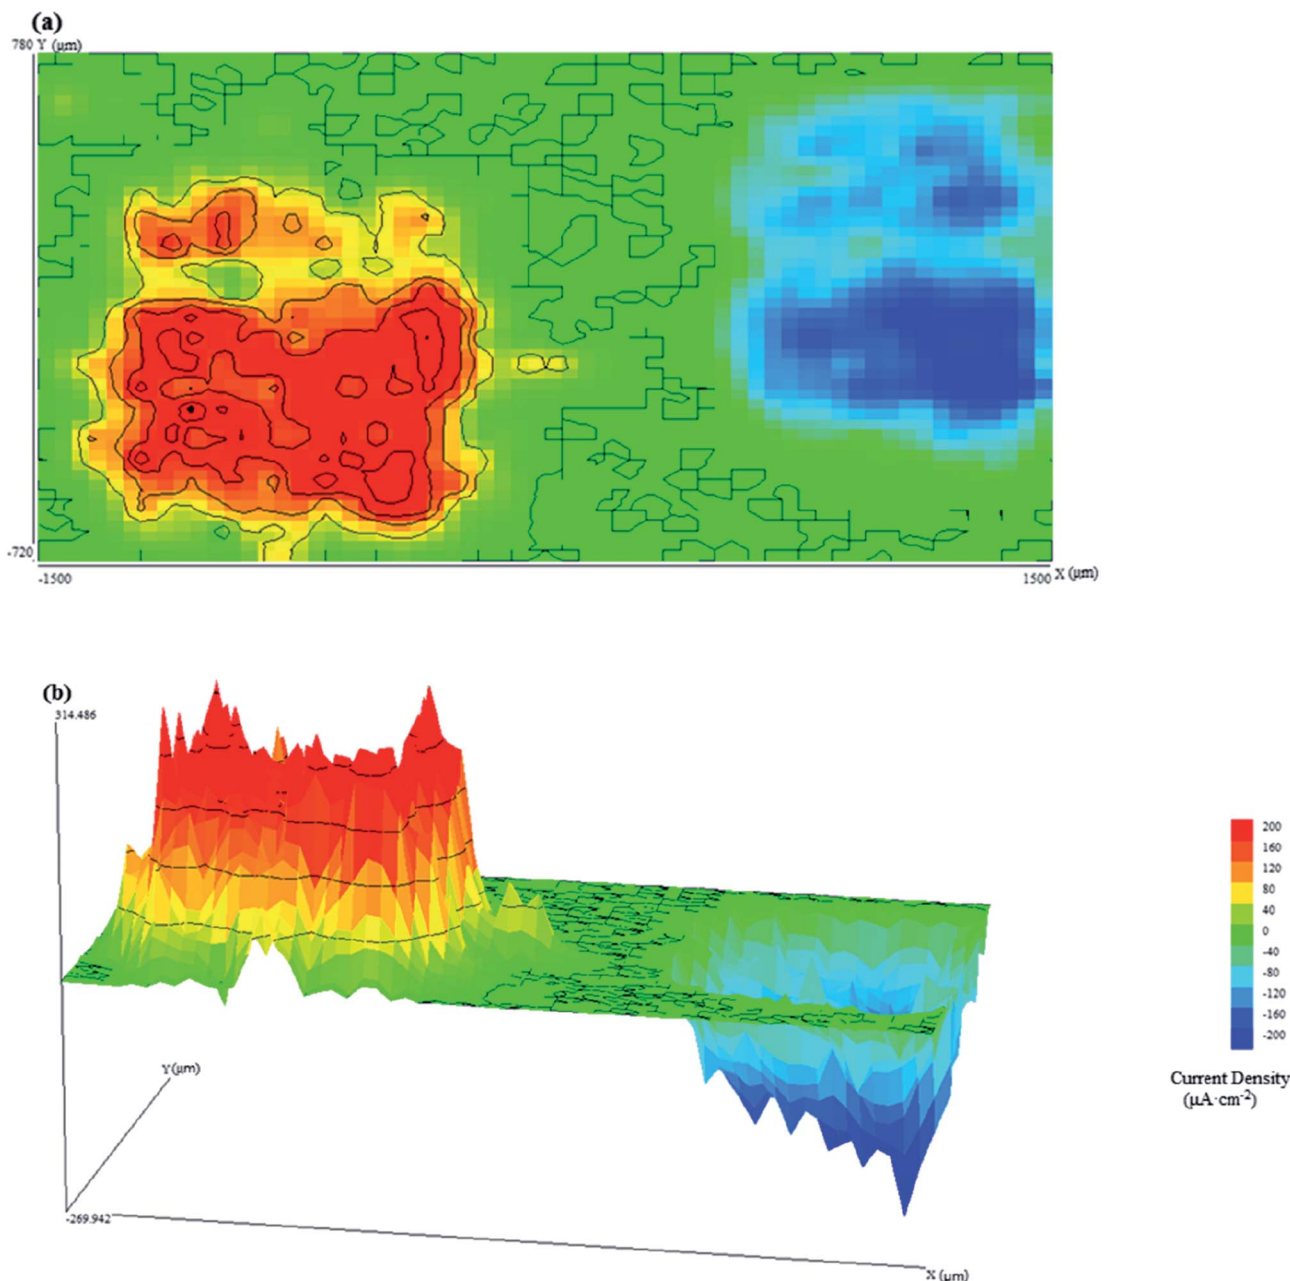 (a)
780 Y (μm)
-720
-1500
1500 X (μm)
(b)
314.486
Y(μm)
-269.942
X (μm)
200
160
120
80
40
0
-40
-80
-120
-160
-200
Current Density
(μA·cm-2)